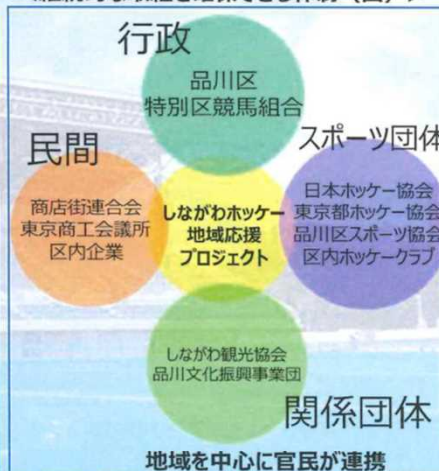 行政
品川区
特別区競馬組合
民間
商店街連合会
東京商工会議所
区内企業
しながわホッケー
地域応援
プロジェクト
スポーツ団体
日本ホッケー協会
東京都ホッケー協会
品川区スポーツ協会
区内ホッケークラブ
しながわ観光協会
品川文化振興事業団
関係団体
地域を中心に官民が連携